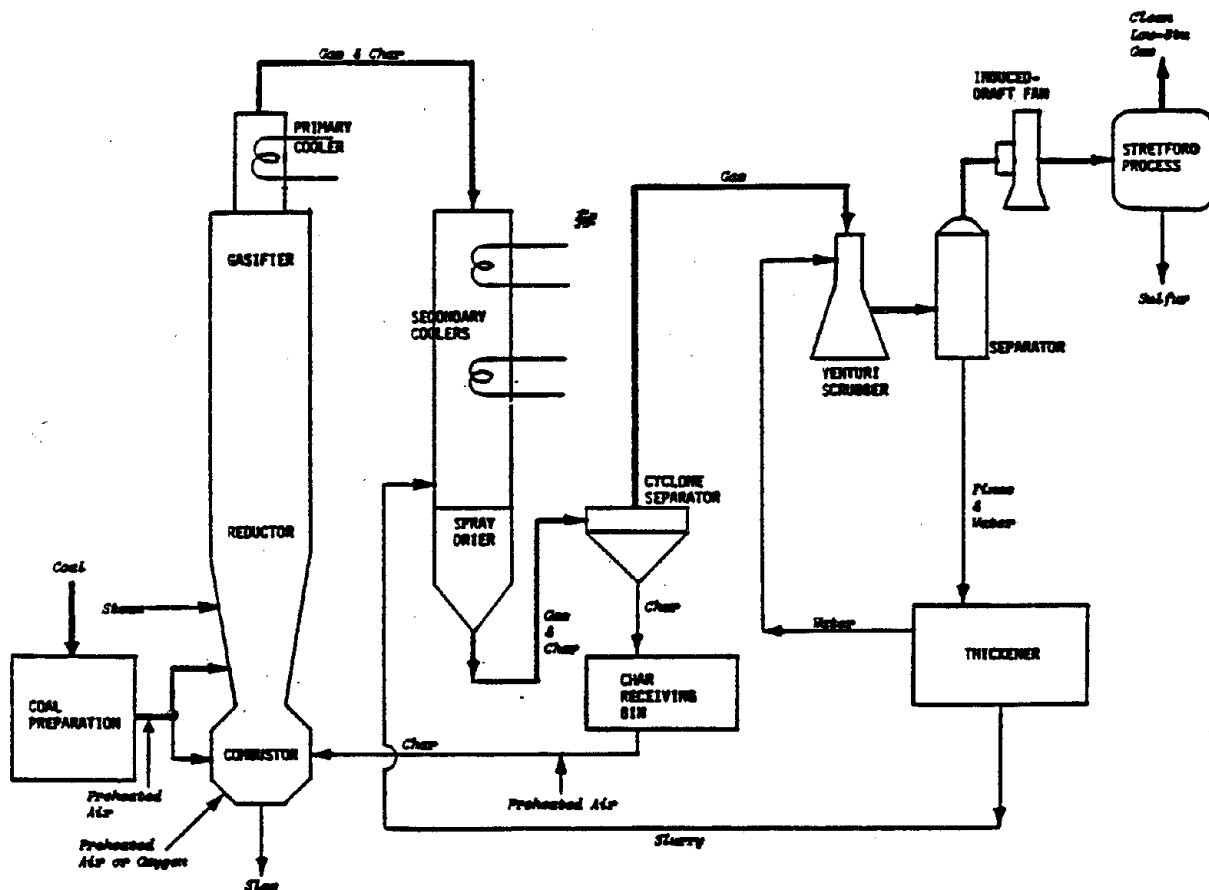 Clean
Low-Btu
Gas
Gas & Char
INDUCED-
DRAFT FAN
PRIMARY
COOLER
STRETFORD
PROCESS
Gas
GASIFIER
Sulfur
SECONDARY
COOLERS
SEPARATOR
VENTURI
SCRUBBER
CYCLONE
SEPARATOR
Fines
&
Water
SPRAY
DRIER
REDUCTOR
Coal
Steam
Char
Gas
&
Char
Water
THICKENER
COAL
PREPARATION
CHAR
RECEIVING
BIN
COMBUSTOR
Char
Preheated
Air
Preheated Air
Slurry
Preheated
Air or Oxygen
Slag